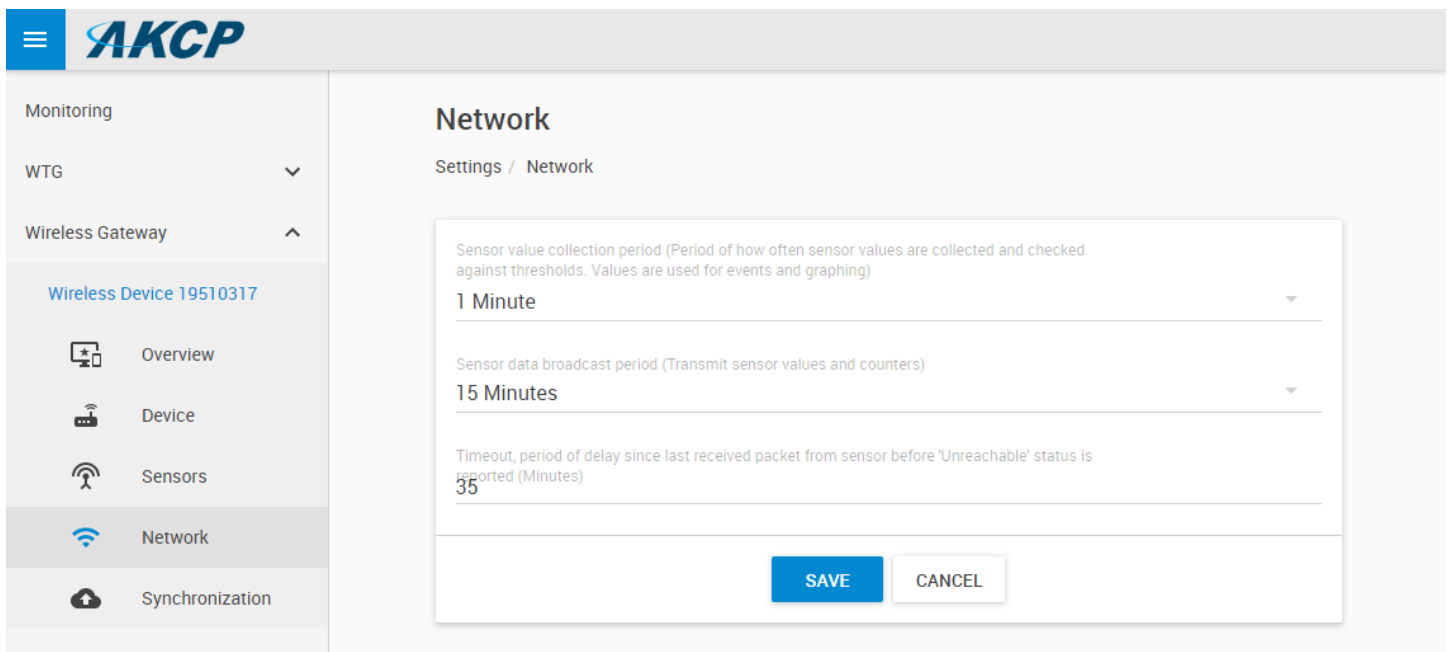 AKCP
Monitoring
WTG
Wireless Gateway
Wireless Device 19510317
Overview
Device
Sensors
Network
Synchronization
Network
Settings / Network
Sensor value collection period (Period of how often sensor values are collected and checked
against thresholds. Values are used for events and graphing)
1 Minute
Sensor data broadcast period (Transmit sensor values and counters)
15 Minutes
Timeout, period of delay since last received packet from sensor before 'Unreachable' status is
reported (Minutes)
35
SAVE CANCEL